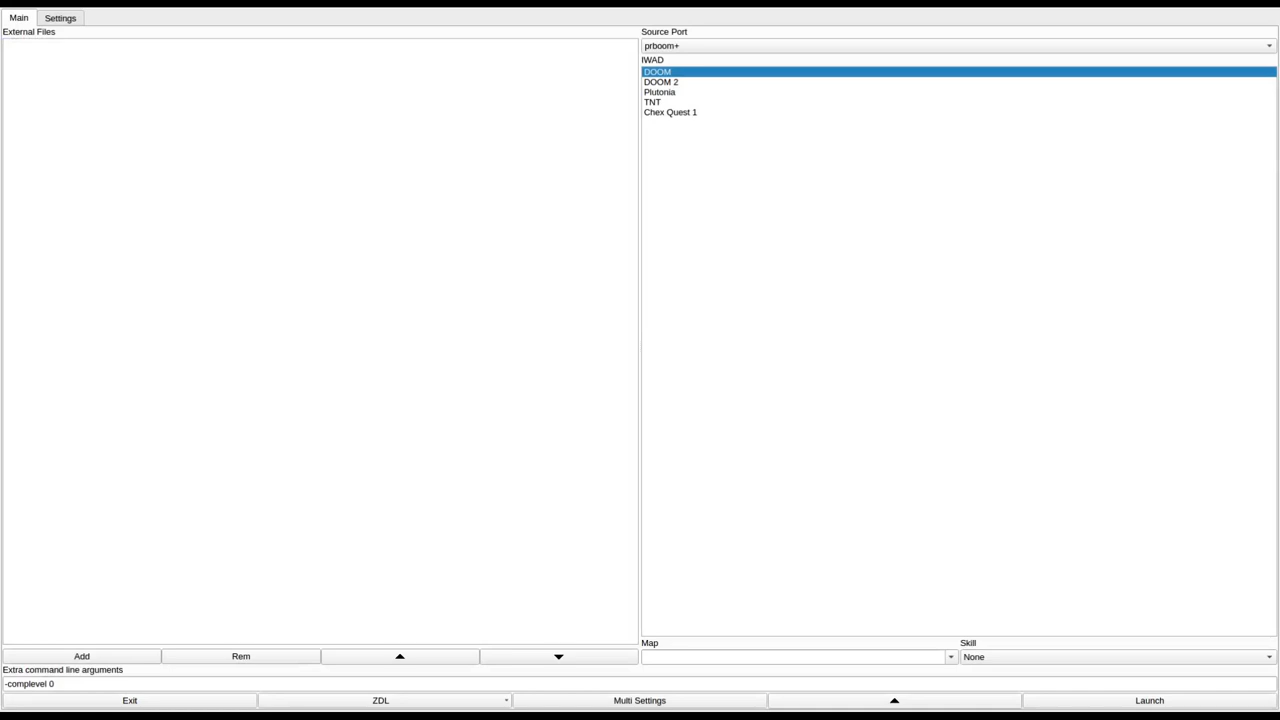 Main
Settings
External Files
Source Port
prboom+
IWAD
DOOM
DOOM 2
Plutonia
TNT
Chex Quest 1
Map
Skill
None
Add
Rem
Extra command line arguments
-complevel 0
Exit
ZDL
Multi Settings
Launch